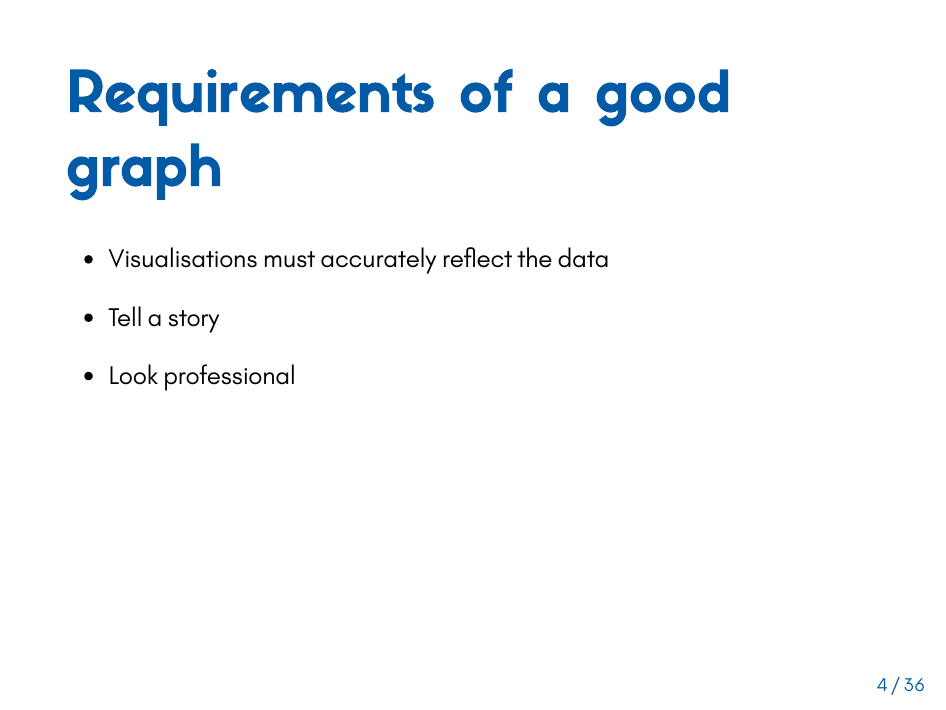 Requirements of a good
graph
• Visualisations must accurately reflect the data
• Tell a story
• Look professional
4 / 36